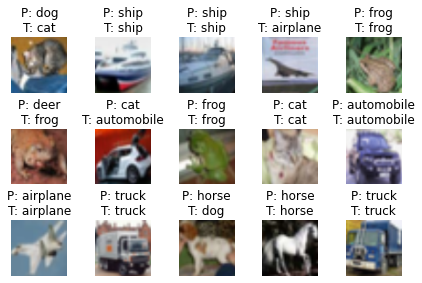 P: dog
T: cat
P: ship
T: ship
P: ship
T: ship
P: ship
T: airplane
P: frog
T: frog
P: deer
T: frog
P: cat
T: automobile
P: frog
T: frog
P: cat
T: cat
P: automobile
T: automobile
P: airplane
T: airplane
P: truck
T: truck
P: horse
T: dog
P: horse
T: horse
P: truck
T: truck